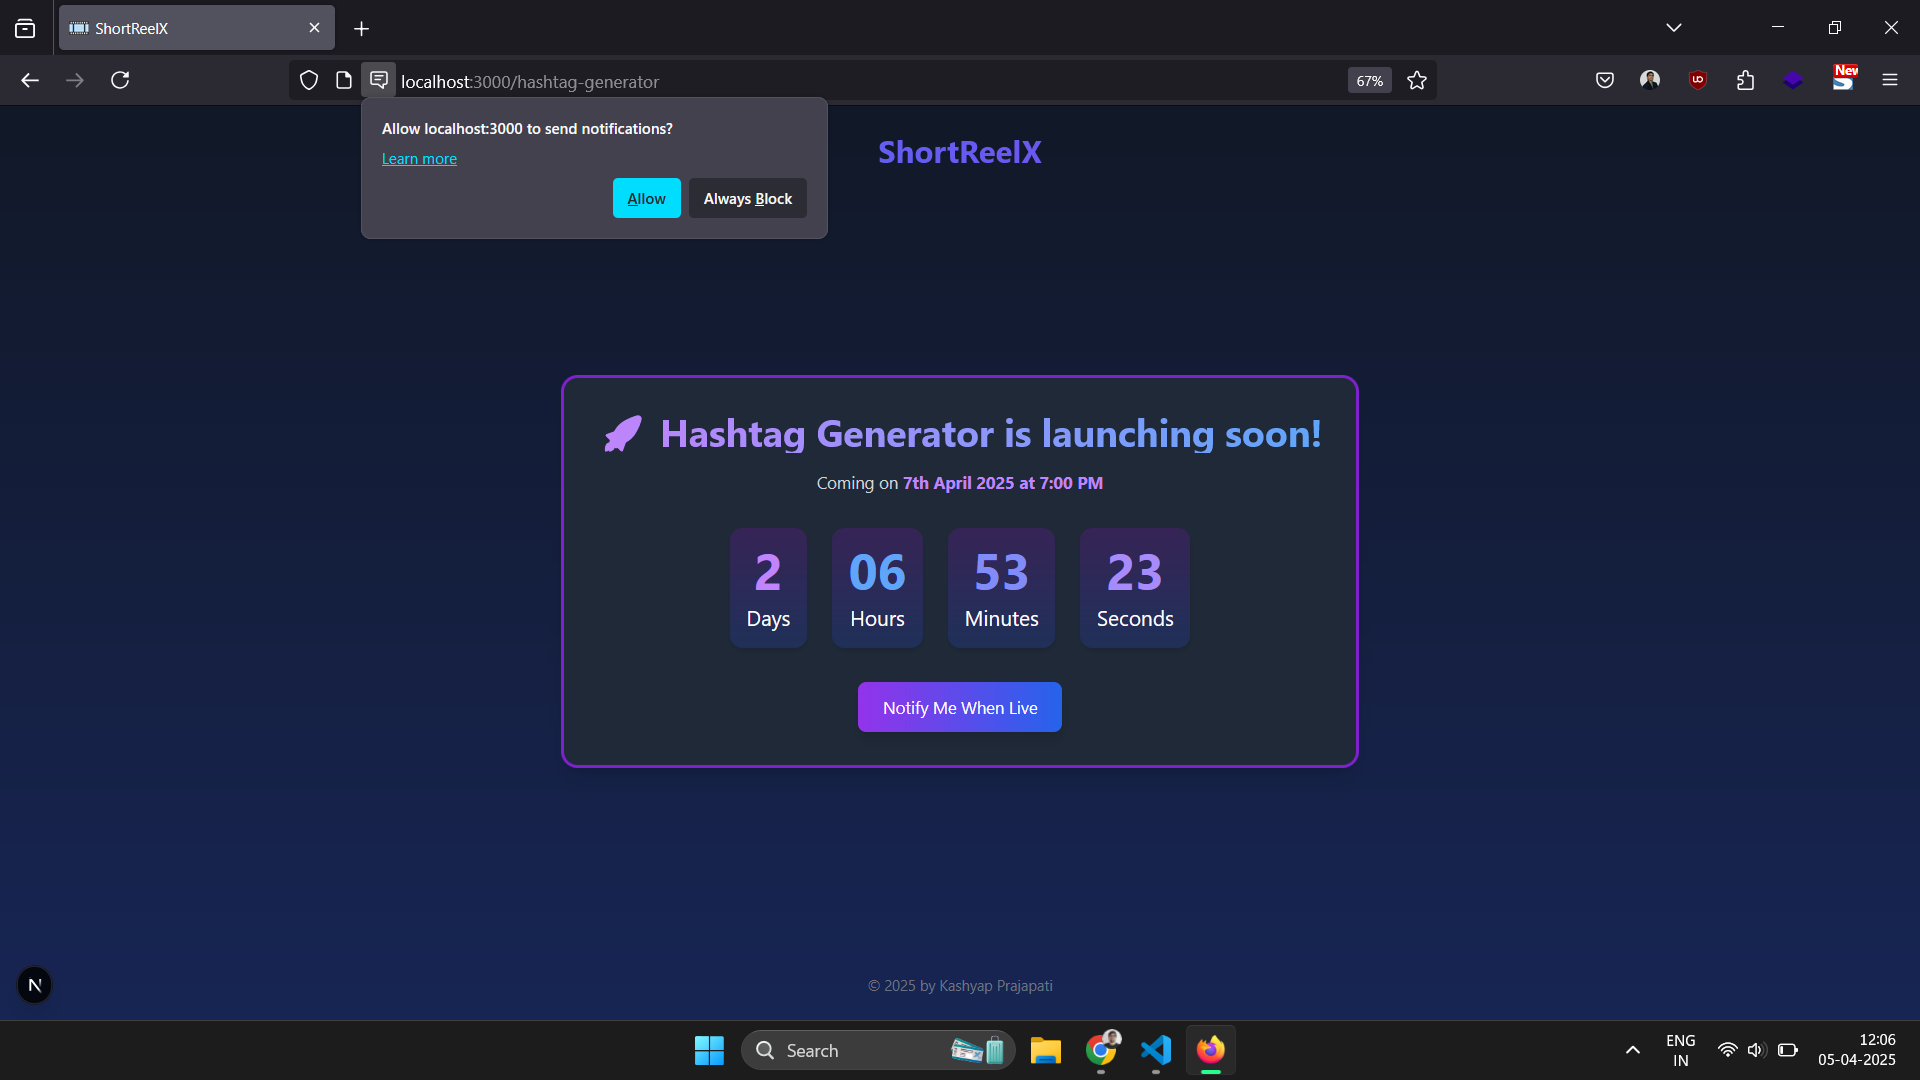 ShortReelX
localhost:3000/hashtag-generator
67%
New
Allow localhost:3000 to send notifications?
Learn more
Allow
Always Block
ShortReelX
Hashtag Generator is launching soon!
Coming on 7th April 2025 at 7:00 PM
2
06
53
23
Days
Hours
Minutes
Seconds
Notify Me When Live
N
© 2025 by Kashyap Prajapati
Search
ENG
IN
12:06
05-04-2025